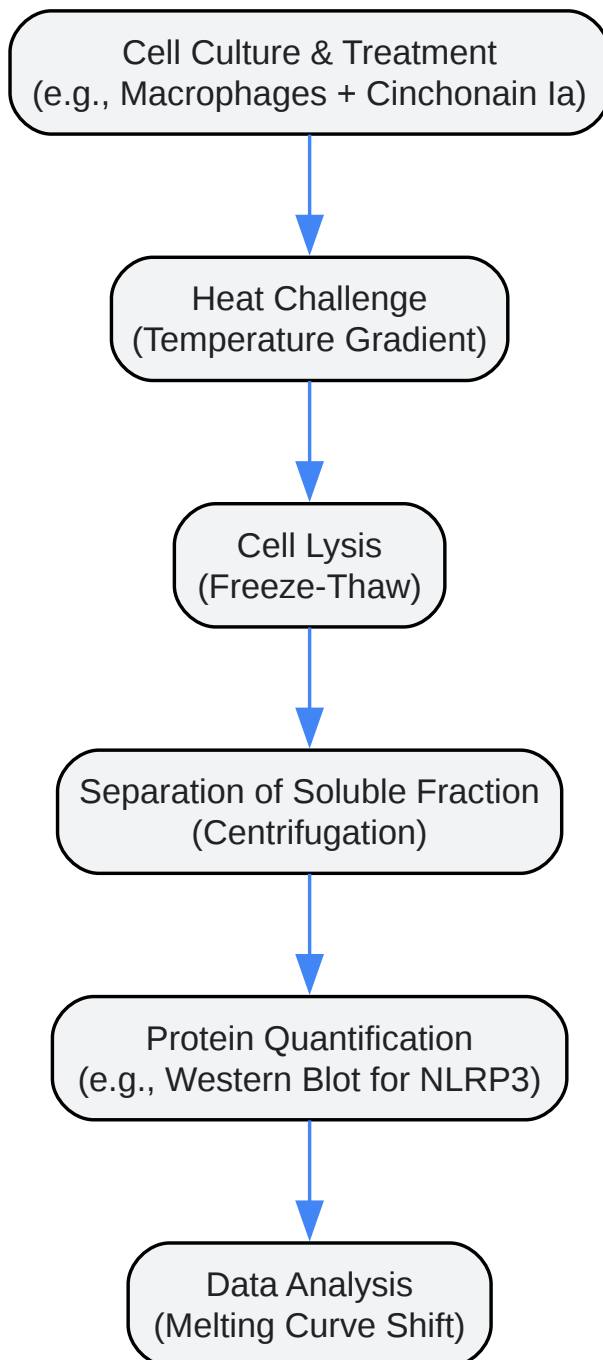 Cell Culture & Treatment
(e.g., Macrophages + Cinchonain Ia)
Heat Challenge
(Temperature Gradient)
Cell Lysis
(Freeze-Thaw)
Separation of Soluble Fraction
(Centrifugation)
Protein Quantification
(e.g., Western Blot for NLRP3)
Data Analysis
(Melting Curve Shift)